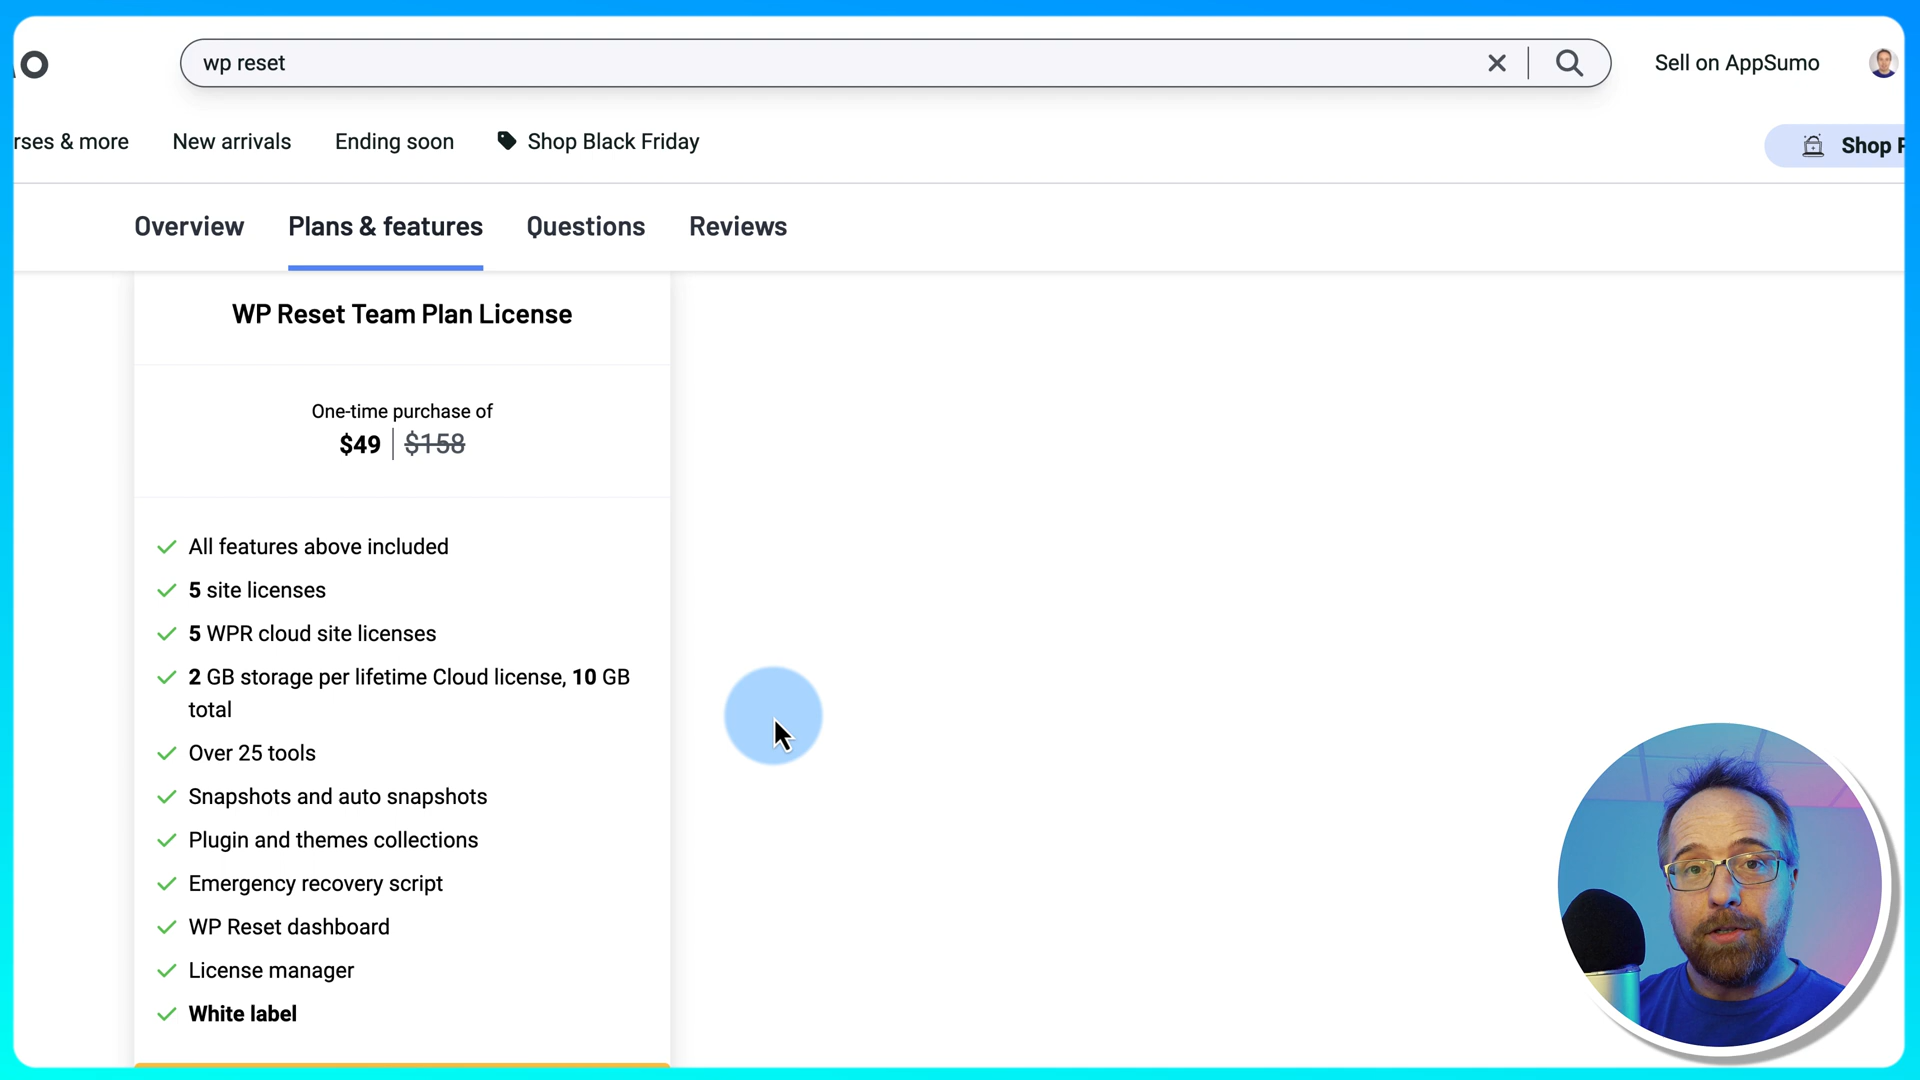 o
wp reset
Sell on AppSumo
rses & more
New arrivals
Ending soon
Shop Black Friday
Shop
Overview
Plans & features
Questions
Reviews
WP Reset Team Plan License
One-time purchase of
$49 | $158
All features above included
5 site licenses
5 WPR cloud site licenses
2 GB storage per lifetime Cloud license, 10 GB
total
Over 25 tools
Snapshots and auto snapshots
Plugin and themes collections
Emergency recovery script
WP Reset dashboard
License manager
White label